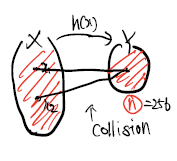 h(x)
X Y
x1
x2
n =256
Collision